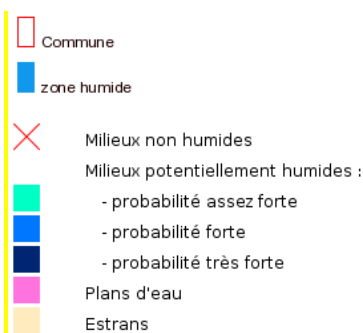 Commune
zone humide
Milieux non humides
Milieux potentiellement humides :
- probabilité assez forte
- probabilité forte
- probabilité très forte
Plans d'eau
Estrans